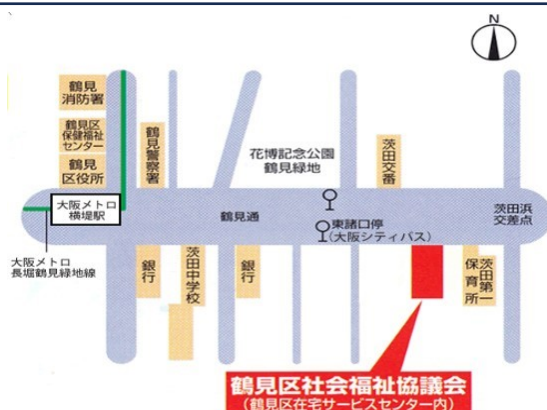 N
鶴見
消防署
鶴見区
保健福祉
センター
鶴見
区役所
鶴見警察署
花博記念公園
鶴見緑地
茨田交番
大阪メトロ
横堤駅
鶴見通
東諸口停
(大阪シティバス)
茨田浜
交差点
大阪メトロ
長堀鶴見緑地線
銀行
茨田中学校
銀行
茨田第一
保育所
鶴見区社会福祉協議会
(鶴見区在宅サービスセンター内)